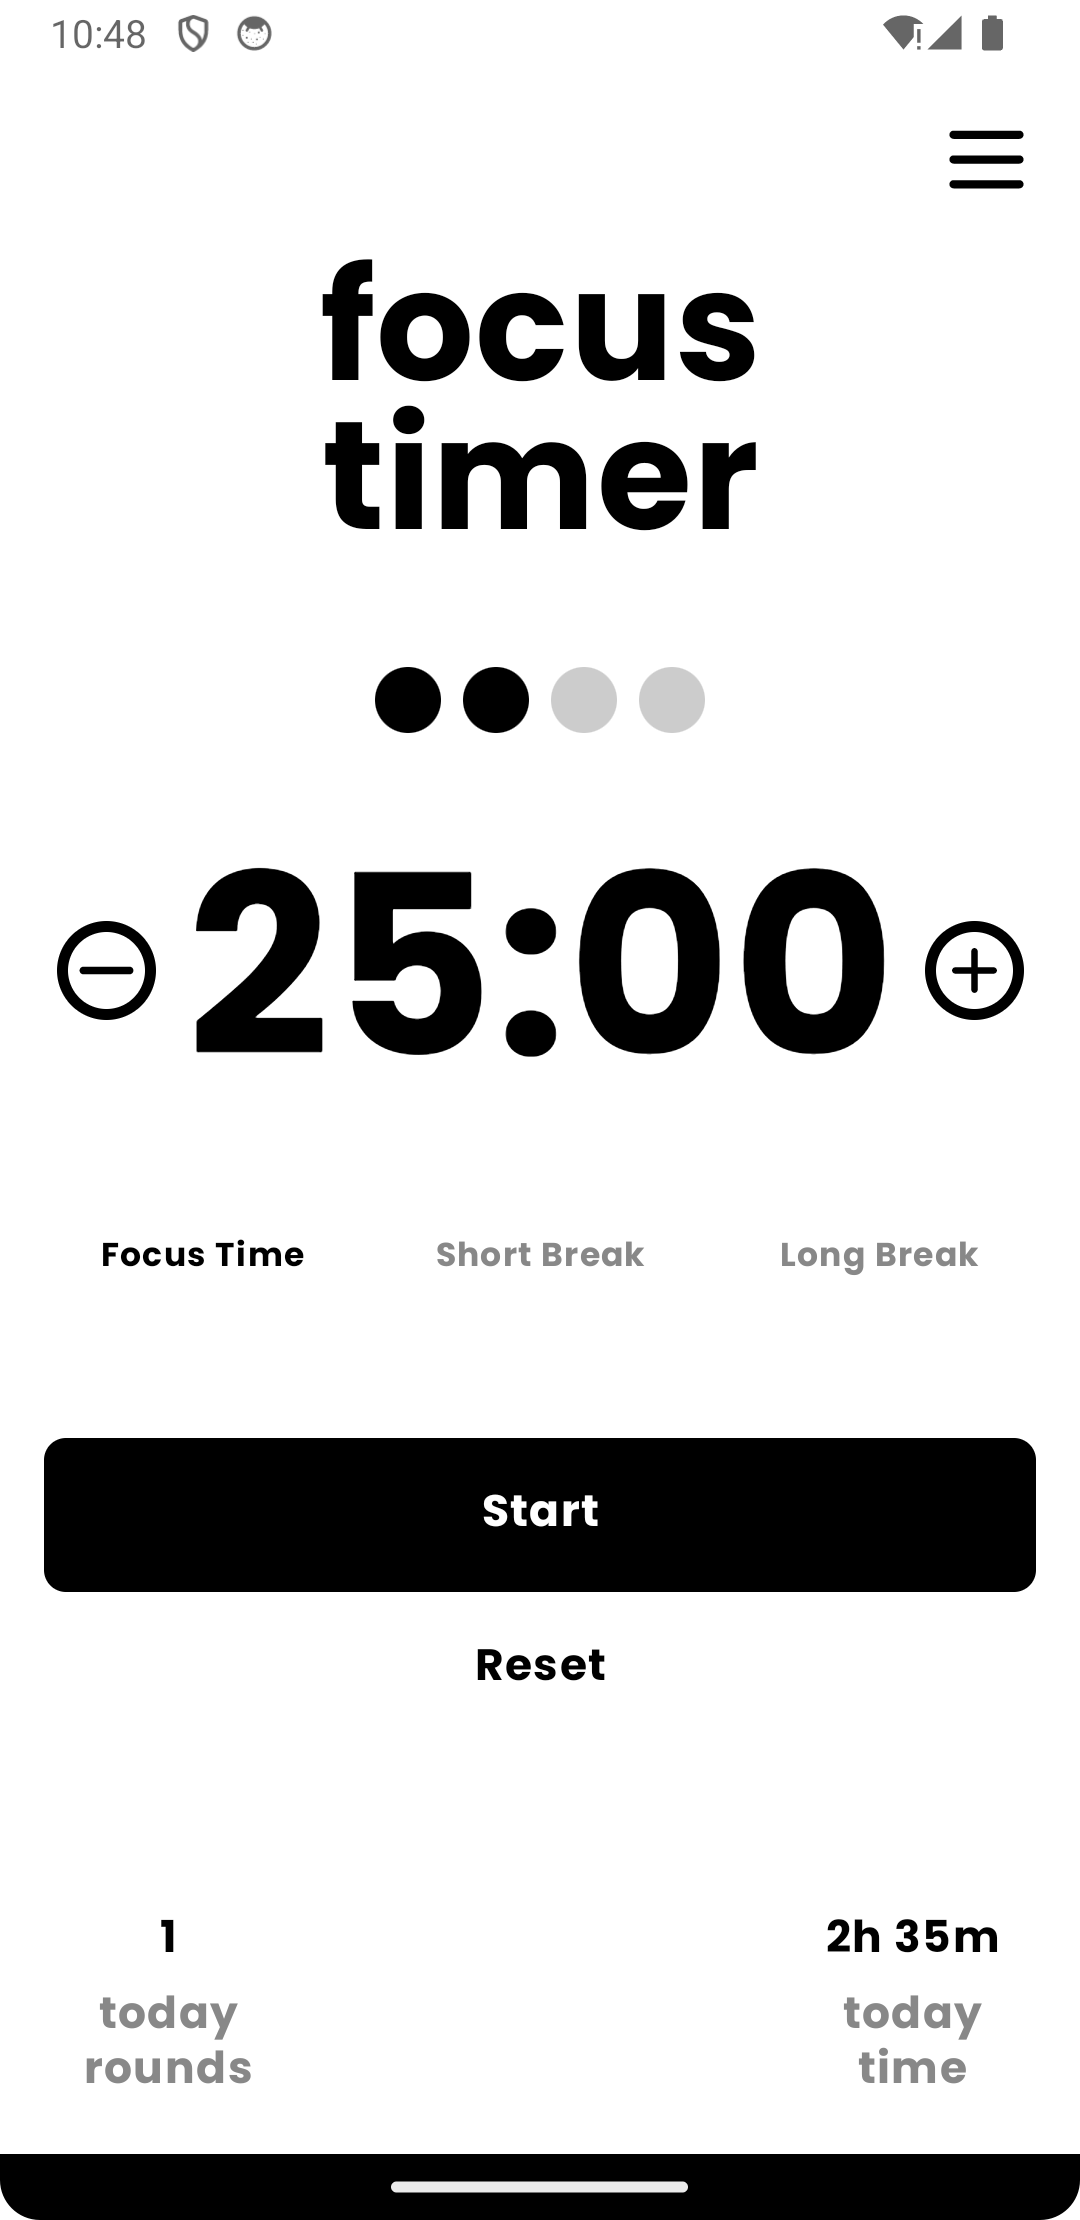 10:48
focus
timer
25:00
Focus Time Short Break Long Break
Start
Reset
1 2h 35m
today today
rounds time